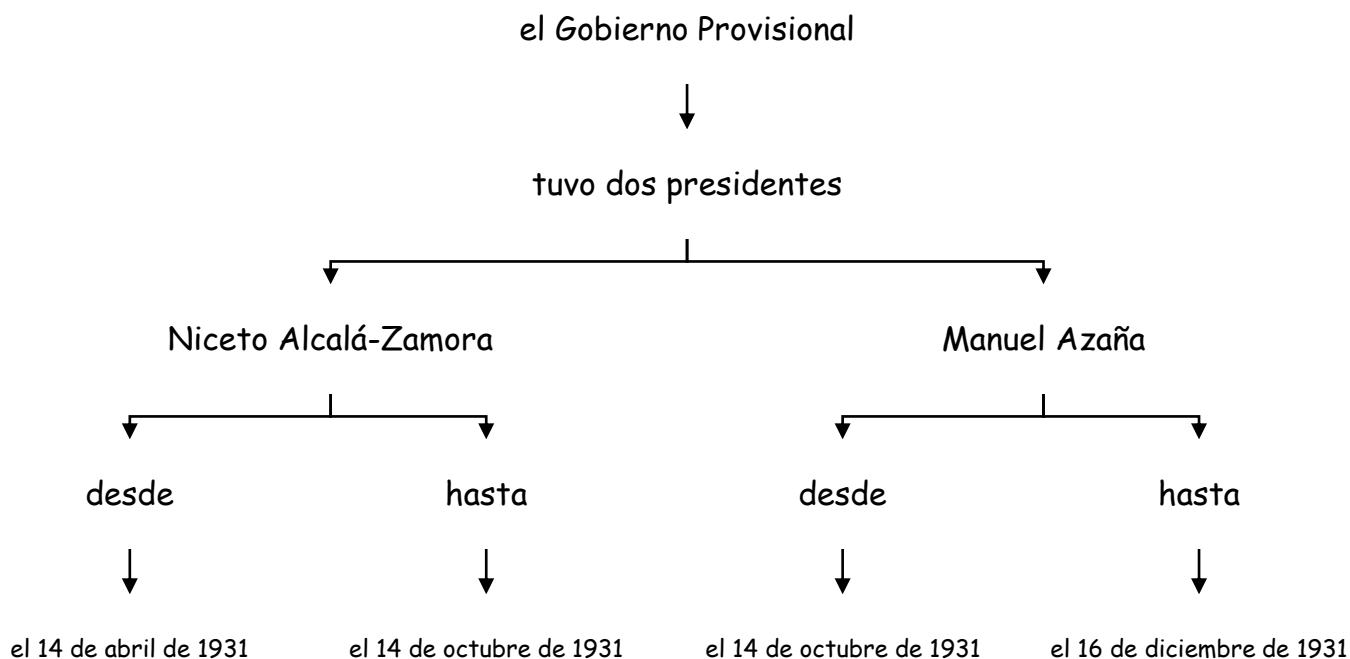 el Gobierno Provisional
tuvo dos presidentes
Niceto Alcalá-Zamora
Manuel Azaña
desde
hasta
desde
hasta
el 14 de abril de 1931
el 14 de octubre de 1931
el 14 de octubre de 1931
el 16 de diciembre de 1931